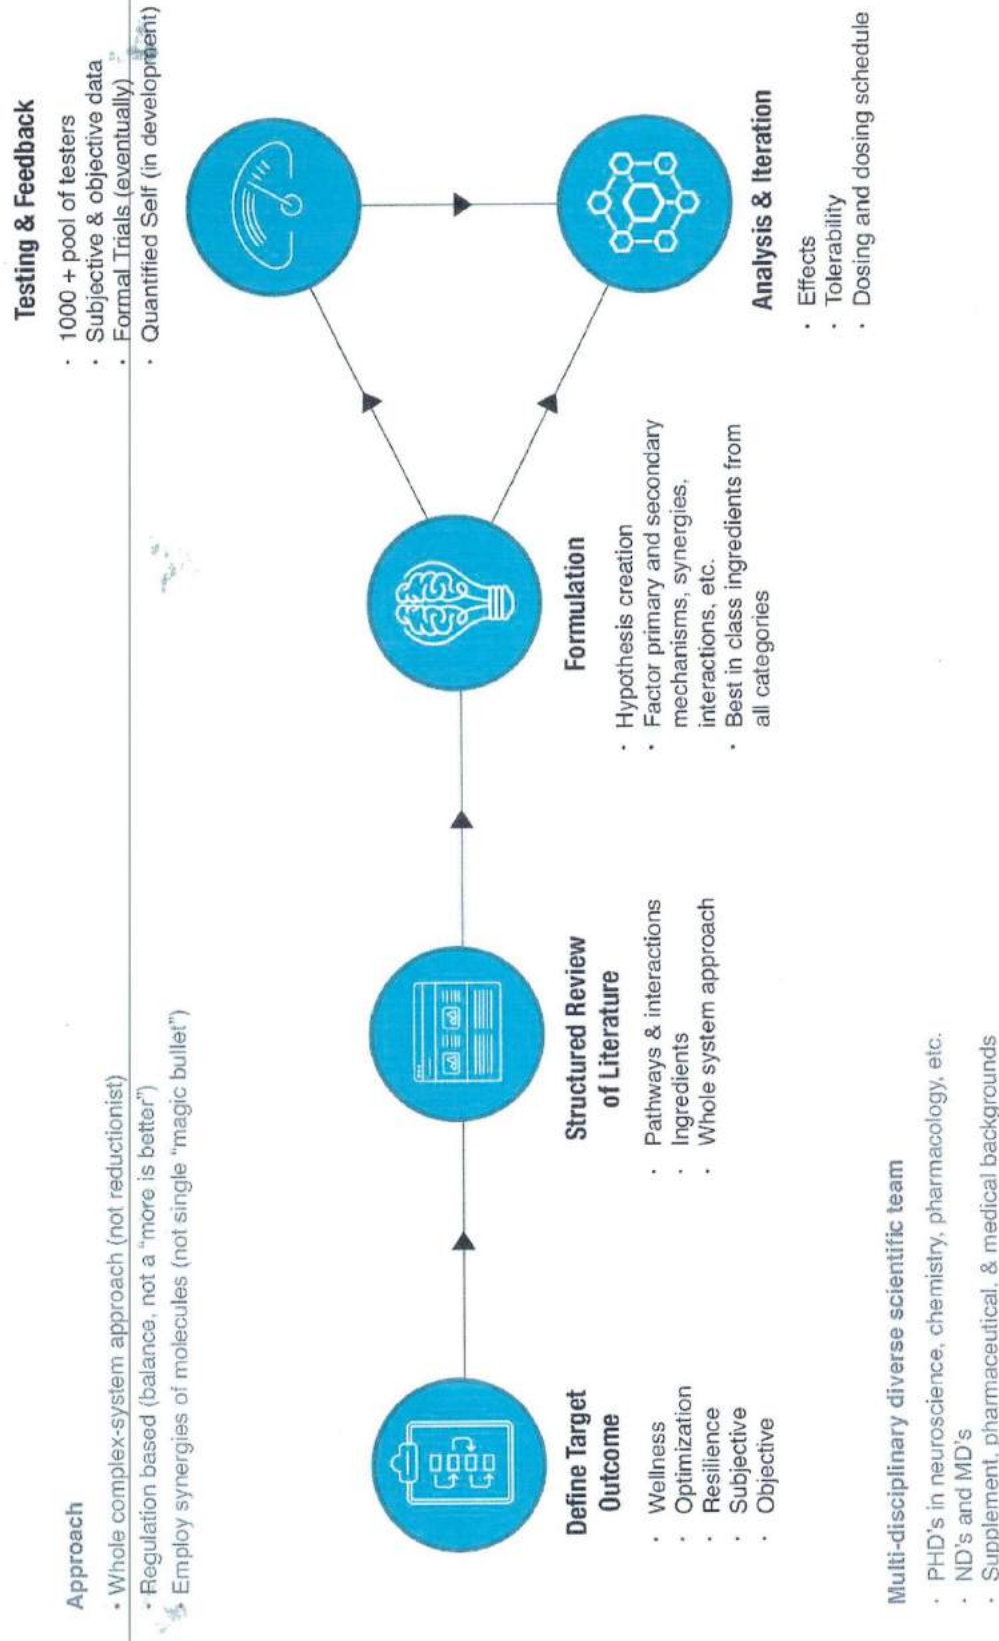 Approach
• Whole complex-system approach (not reductionist)
• Regulation based (balance, not a "more is better")
• Employ synergies of molecules (not single "magic bullet")
Define Target
Outcome
· Wellness
· Optimization
· Resilience
· Subjective
· Objective
Structured Review
of Literature
· Pathways & interactions
· Ingredients
· Whole system approach
Formulation
· Hypothesis creation
· Factor primary and secondary
mechanisms, synergies,
interactions, etc.
· Best in class ingredients from
all categories
Testing & Feedback
· 1000 + pool of testers
· Subjective & objective data
· Formal Trials (eventually)
· Quantified Self (in development)
Analysis & Iteration
· Effects
· Tolerability
· Dosing and dosing schedule
Multi-disciplinary diverse scientific team
· PHD's in neuroscience, chemistry, pharmacology, etc.
· ND's and MD's
· Supplement, pharmaceutical, & medical backgrounds